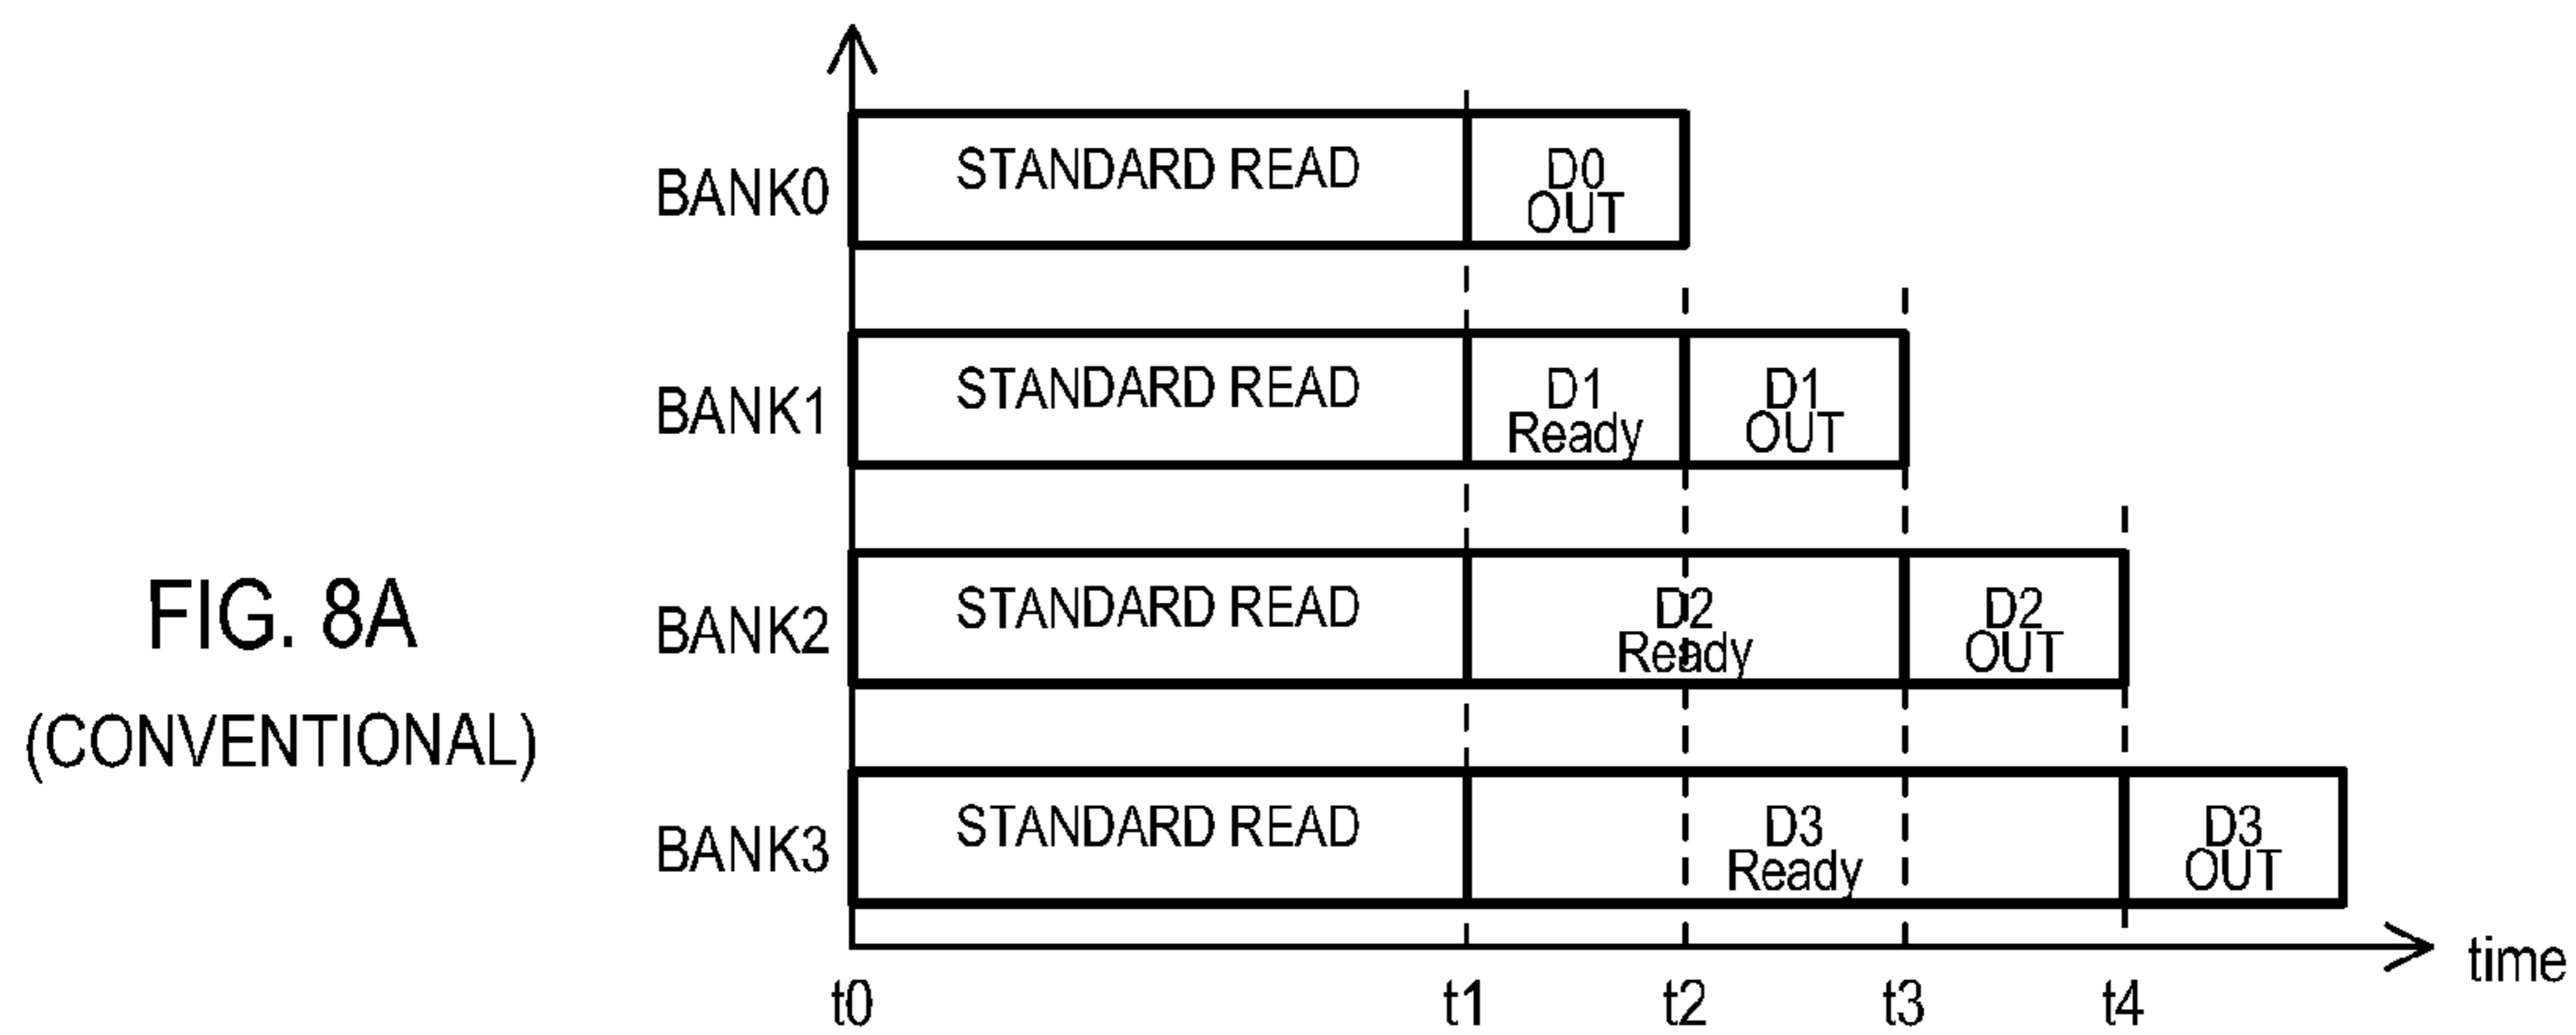 BANK0
STANDARD READ
D0
OUT
BANK1
STANDARD READ
D1
Ready
D1
OUT
BANK2
STANDARD READ
D2
Ready
D2
OUT
BANK3
STANDARD READ
D3
Ready
D3
OUT
FIG. 8A
(CONVENTIONAL)
t0
t1
t2
t3
t4
time